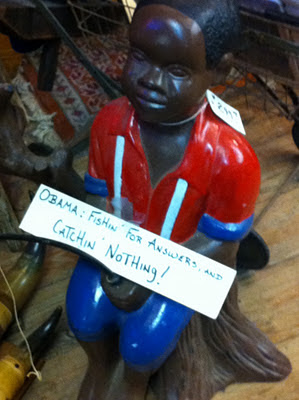 OBAMA: FISHIN' FOR ANSWERS, AND
CATCHIN' NOTHING!